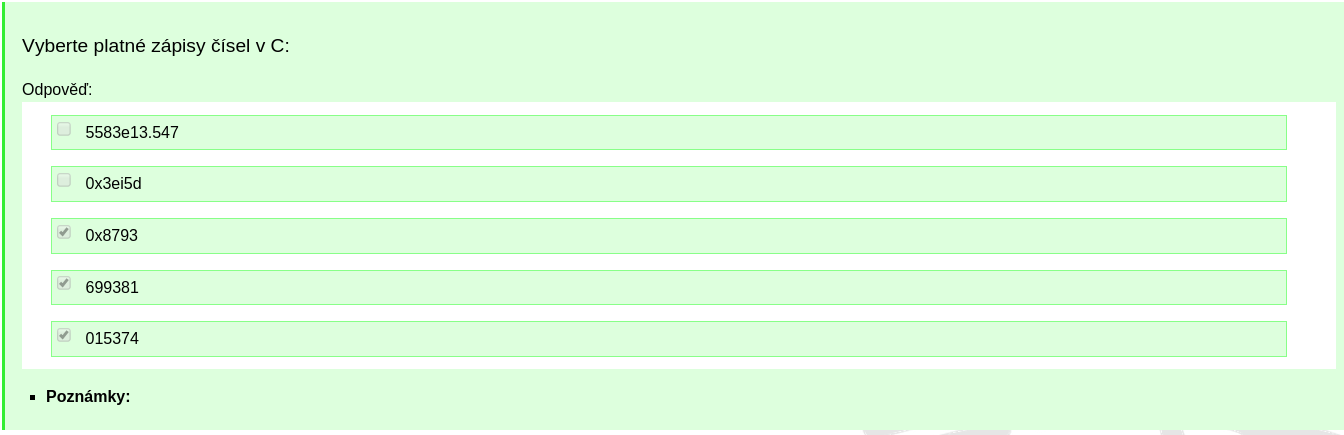 Vyberte platné zápisy čísel v C:
Odpověď:
5583e13.547
0x3ei5d
0x8793
699381
015374
Poznámky: